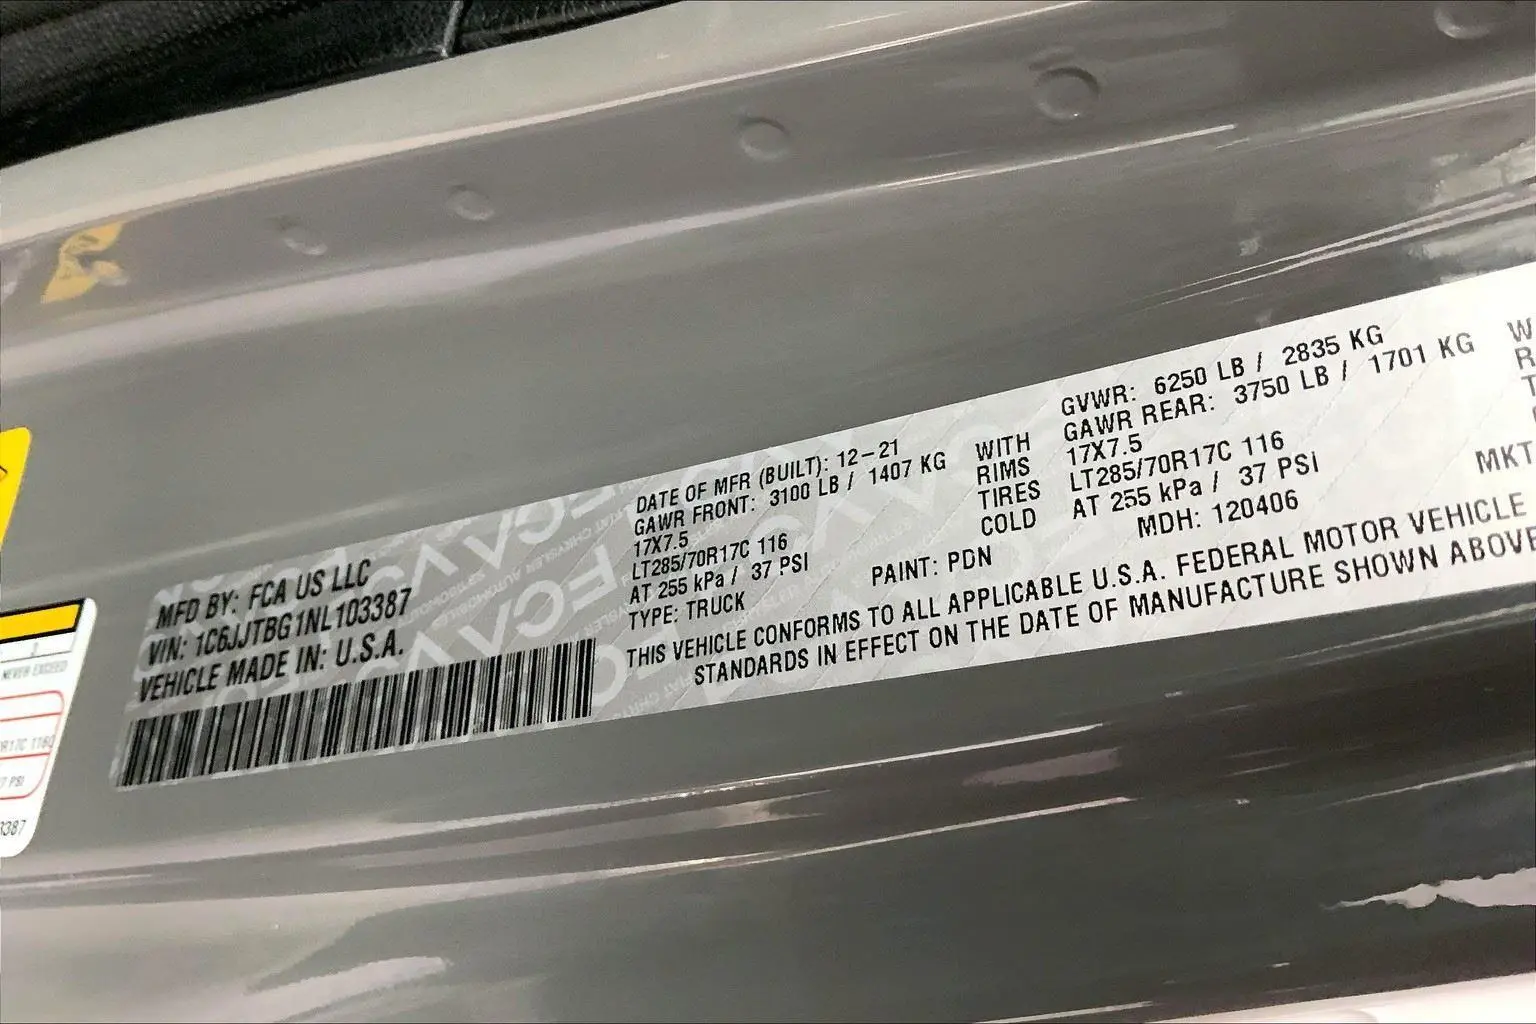 MFD BY: FCA US LLC
VIN: 1C6JJTBG1NL103387
VEHICLE MADE IN: U.S.A.
DATE OF MFR (BUILT): 12-21
GAWR FRONT: 3100 LB / 1407 KG
17X7.5
LT285/70R17C 116
AT 255 kPa / 37 PSI
TYPE: TRUCK
PAINT: PDN
WITH
RIMS
TIRES
COLD
GVWR: 6250 LB / 2835 KG
GAWR REAR: 3750 LB / 1701 KG
17X7.5
LT285/70R17C 116
AT 255 kPa / 37 PSI
MDH: 120406
MKT
THIS VEHICLE CONFORMS TO ALL APPLICABLE U.S.A. FEDERAL MOTOR VEHICLE
STANDARDS IN EFFECT ON THE DATE OF MANUFACTURE SHOWN ABOVE
W
R
T
NEVER EXCEED
PSI
3387